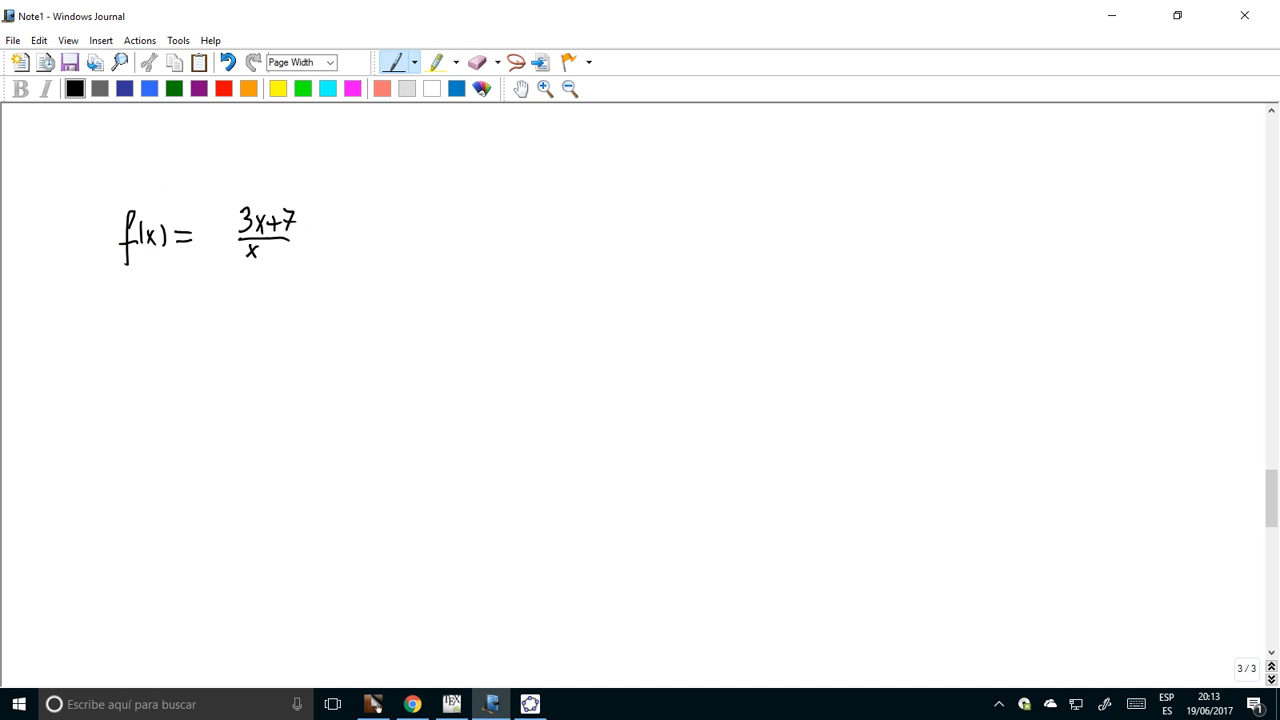 Note1 - Windows Journal
File Edit View Insert Actions Tools Help
Page Width
B I
f(x) = 3x+7
x
3 / 3
Escribe aquí para buscar
ESP 20:13
ES 19/06/2017
1